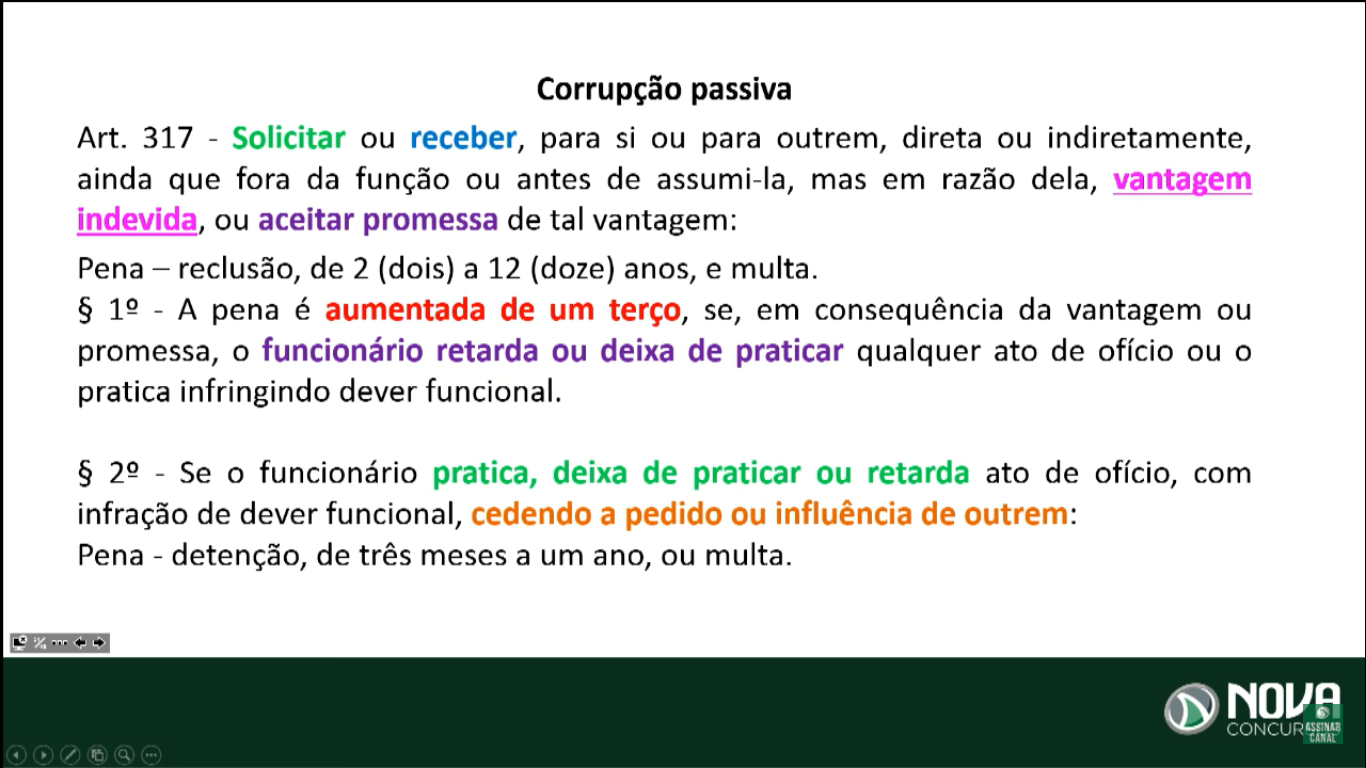 Corrupção passiva
Art. 317 - Solicitar ou receber, para si ou para outrem, direta ou indiretamente,
ainda que fora da função ou antes de assumi-la, mas em razão dela, vantagem
indevida, ou aceitar promessa de tal vantagem:
Pena – reclusão, de 2 (dois) a 12 (doze) anos, e multa.
§ 1º - A pena é aumentada de um terço, se, em consequência da vantagem ou
promessa, o funcionário retarda ou deixa de praticar qualquer ato de ofício ou o
pratica infringindo dever funcional.
§ 2º - Se o funcionário pratica, deixa de praticar ou retarda ato de ofício, com
infração de dever funcional, cedendo a pedido ou influência de outrem:
Pena - detenção, de três meses a um ano, ou multa.
NOVA
CONCUR
ASSINAR
CANAL